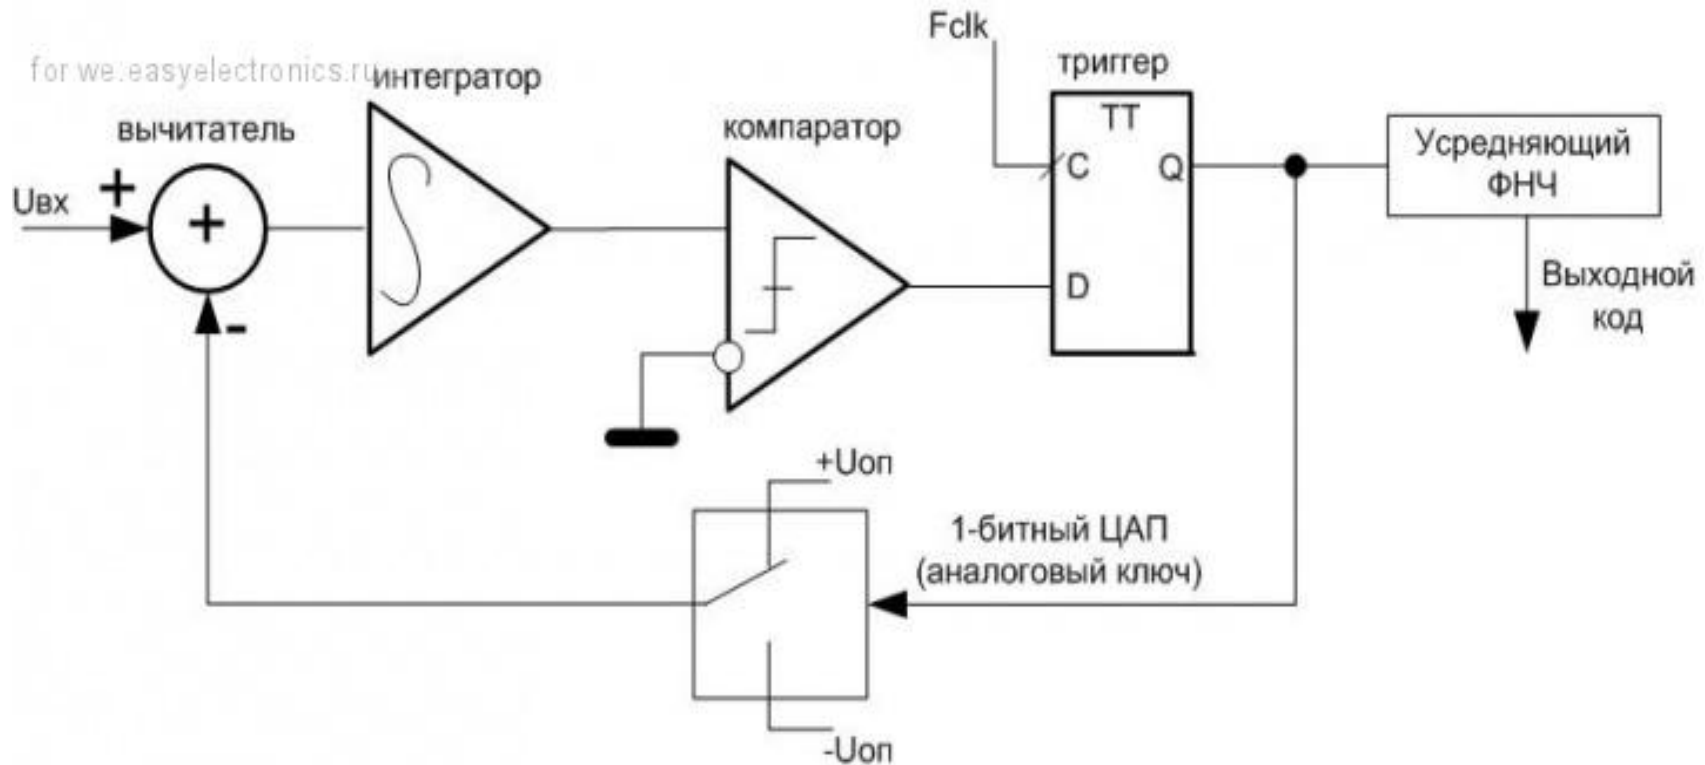 for we.easyelectronics.ru
интегратор
вычитатель
+
Uвх
+
-
компаратор
Fclk
триггер
TT
C
Q
D
Усредняющий
ФНЧ
Выходной
код
+Uоп
1-битный ЦАП
(аналоговый ключ)
-Uоп